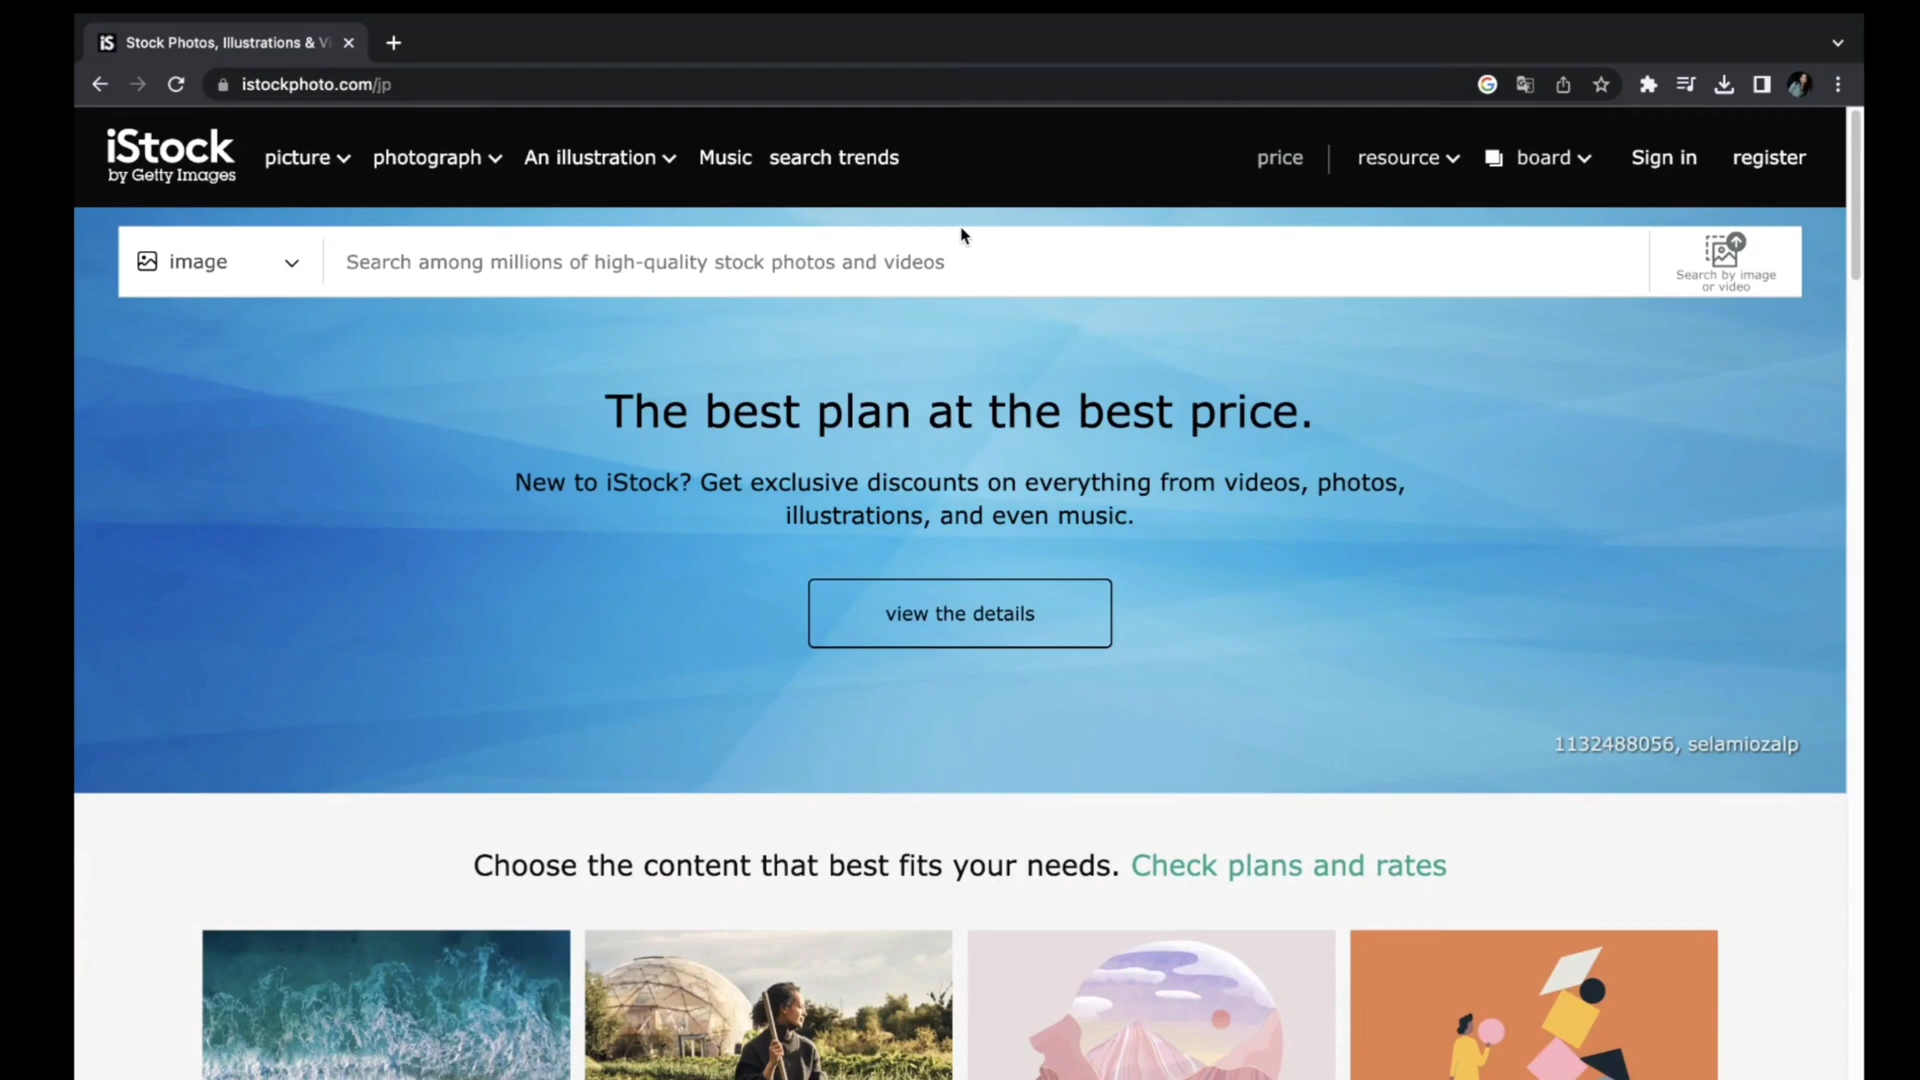 iS Stock Photos, Illustrations & Vi
istockphoto.com/jp
iStock
by Getty Images
picture photograph An illustration Music search trends price resource board Sign in register
image Search among millions of high-quality stock photos and videos
Search by image
or video
The best plan at the best price.
New to iStock? Get exclusive discounts on everything from videos, photos,
illustrations, and even music.
view the details
1132488056, selamiozalp
Choose the content that best fits your needs. Check plans and rates